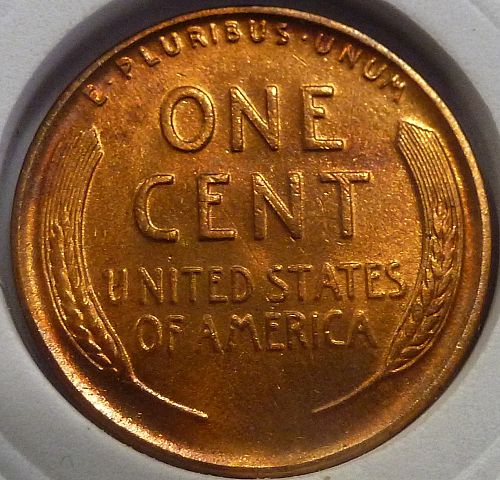 E·PLURIBUS·UNUM
ONE
CENT
UNITED STATES
OF AMERICA